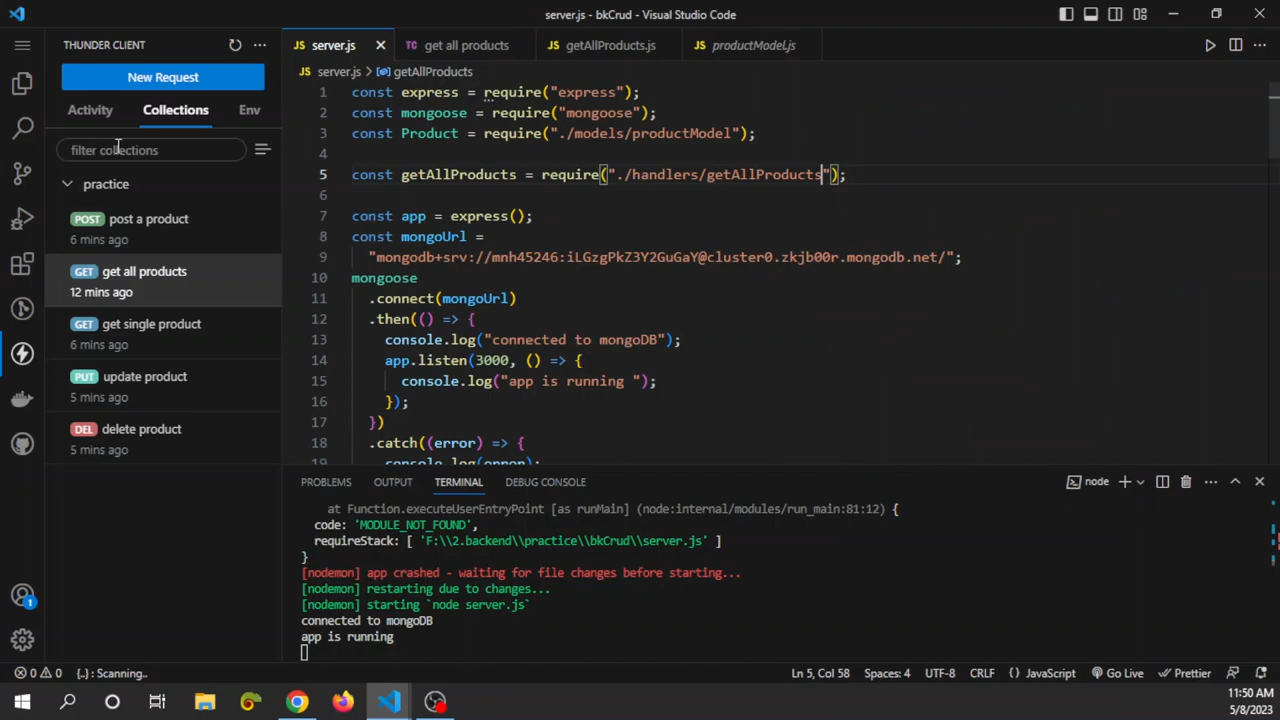 server.js - bkCrud - Visual Studio Code
THUNDER CLIENT
New Request
Activity
Collections
Env
filter collections
practice
POST post a product
6 mins ago
GET get all products
12 mins ago
GET get single product
6 mins ago
PUT update product
5 mins ago
DEL delete product
5 mins ago
JS server.js
TC get all products
JS getAllProducts.js
JS productModel.js
JS server.js > getAllProducts
1 const express = require("express");
2 const mongoose = require("mongoose");
3 const Product = require("./models/productModel");
4
5 const getAllProducts = require("./handlers/getAllProducts");
6
7 const app = express();
8 const mongoUrl =
9 "mongodb+srv://mnh45246:iLGzgPkZ3Y2GuGaY@cluster0.zkjb00r.mongodb.net/";
10 mongoose
11 .connect(mongoUrl)
12 .then(() => {
13 console.log("connected to mongoDB");
14 app.listen(3000, () => {
15 console.log("app is running ");
16 });
17 })
18 .catch((error) => {
19 console.log(error);
PROBLEMS OUTPUT TERMINAL DEBUG CONSOLE
node
at Function.executeUserEntryPoint [as runMain] (node:internal/modules/run_main:81:12) {
code: 'MODULE_NOT_FOUND',
requireStack: [ 'F:\\2.backend\\practice\\bkCrud\\server.js' ]
}
[nodemon] app crashed - waiting for file changes before starting...
[nodemon] restarting due to changes...
[nodemon] starting `node server.js`
connected to mongoDB
app is running
1
0 0 {..} : Scanning..
Ln 5, Col 58 Spaces: 4 UTF-8 CRLF {} JavaScript Go Live Prettier
11:50 AM
5/8/2023